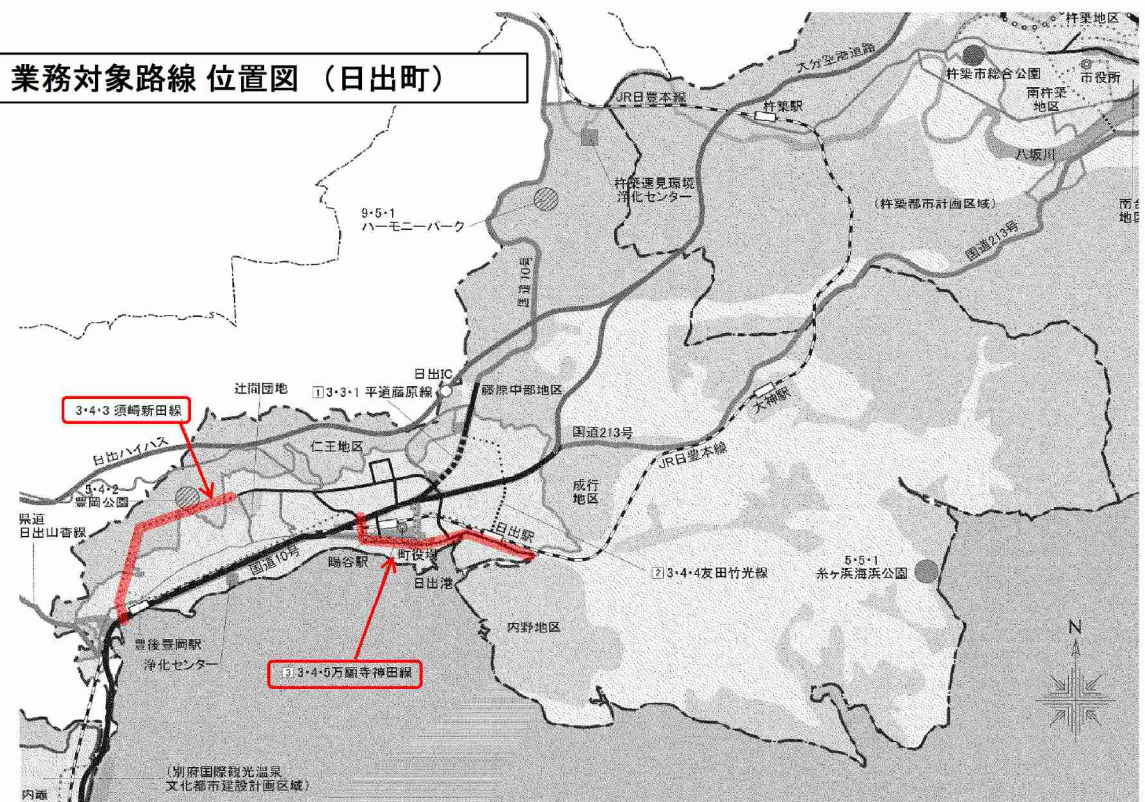 業務対象路線 位置図 （日出町）
杵築地区
大分空港道路
杵築市総合公園
市役所
JR日豊本線
杵築駅
南杵築
地区
八坂川
杵築速見環境
浄化センター
9・5・1
ハーモニーパーク
(杵築都市計画区域)
国道213号
国道10号
日出IC
辻間団地
1 3・3・1 平道藤原線
藤原中部地区
3・4・3 須崎新田線
大神駅
日出バイパス
仁王地区
国道213号
JR日豊本線
5・4・2
豊岡公園
成行
地区
県道
日出山香線
国道10号
日出駅
暘谷駅
町役場
日出港
2 3・4・4友田竹光線
5・5・1
糸ヶ浜海浜公園
内野地区
N
豊後豊岡駅
浄化センター
3 3・4・5万願寺神田線
(別府国際観光温泉
文化都市建設計画区域)